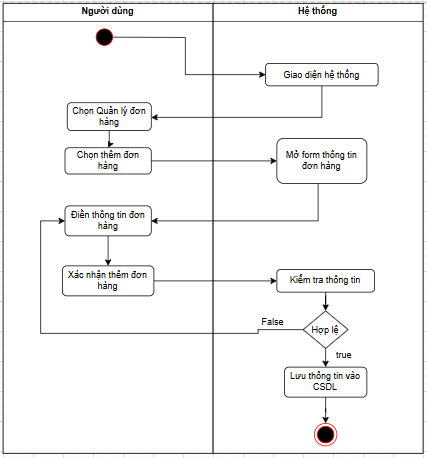 Người dùng
Hệ thống
Giao diện hệ thống
Chọn Quản lý đơn
hàng
Chọn thêm đơn
hàng
Mở form thông tin
đơn hàng
Điền thông tin đơn
hàng
Xác nhận thêm đơn
hàng
Kiểm tra thông tin
False
Hợp lệ
true
Lưu thông tin vào
CSDL